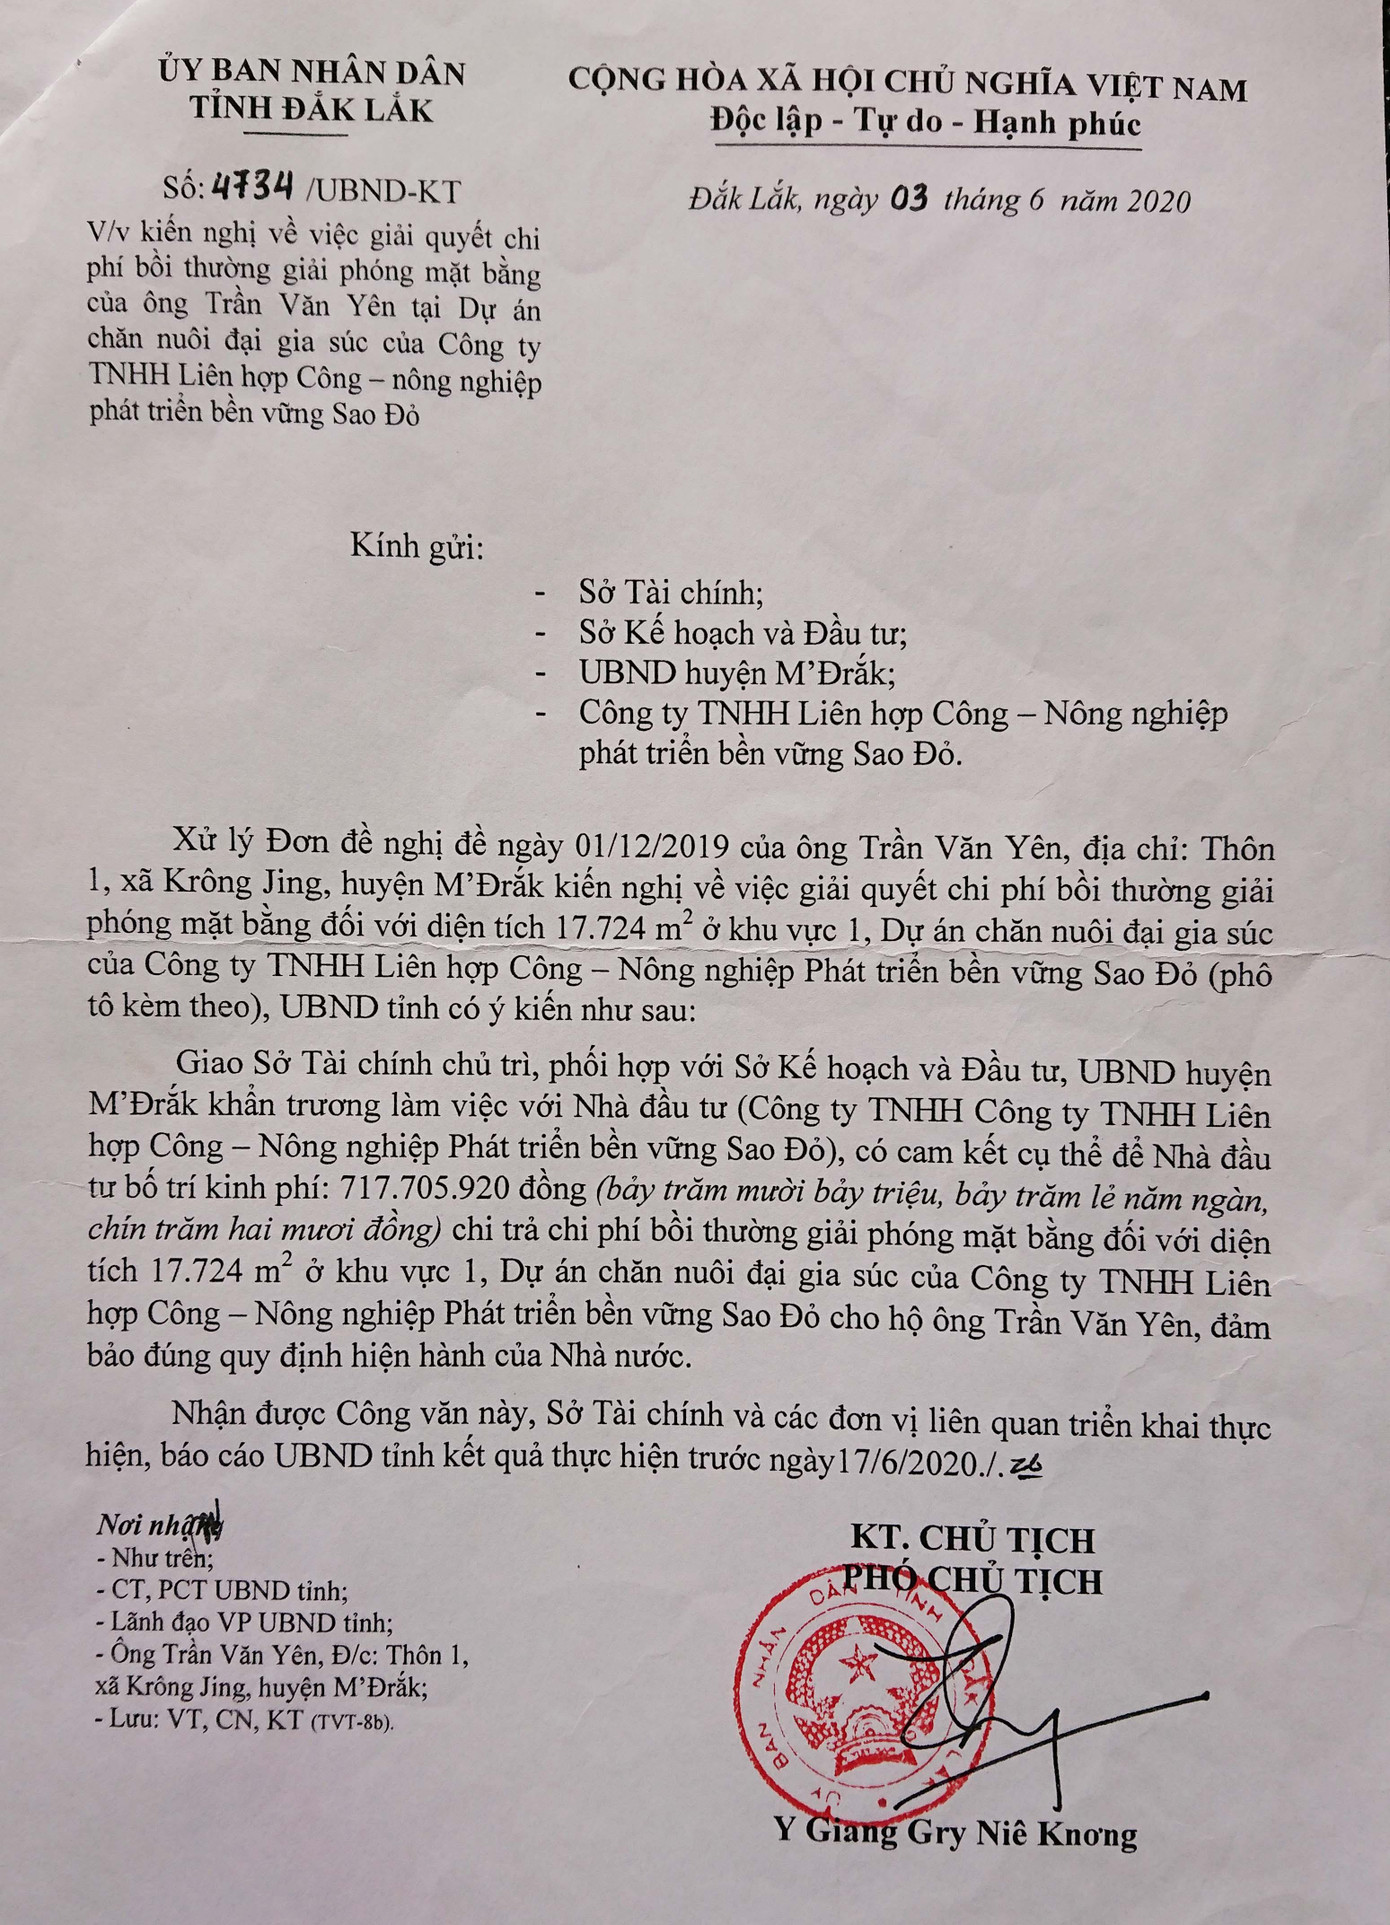 ỦY BAN NHÂN DÂN
TỈNH ĐẮK LẮK
CỘNG HÒA XÃ HỘI CHỦ NGHĨA VIỆT NAM
Độc lập - Tự do - Hạnh phúc
Số: 4734 /UBND-KT
Đắk Lắk, ngày 03 tháng 6 năm 2020
V/v kiến nghị về việc giải quyết chi
phí bồi thường giải phóng mặt bằng
của ông Trần Văn Yên tại Dự án
chăn nuôi đại gia súc của Công ty
TNHH Liên hợp Công – nông nghiệp
phát triển bền vững Sao Đỏ
Kính gửi:
- Sở Tài chính;
- Sở Kế hoạch và Đầu tư;
- UBND huyện M’Đrắk;
- Công ty TNHH Liên hợp Công – Nông nghiệp
phát triển bền vững Sao Đỏ.
Xử lý Đơn đề nghị đề ngày 01/12/2019 của ông Trần Văn Yên, địa chỉ: Thôn
1, xã Krông Jing, huyện M’Đrắk kiến nghị về việc giải quyết chi phí bồi thường giải
phóng mặt bằng đối với diện tích 17.724 m² ở khu vực 1, Dự án chăn nuôi đại gia súc
của Công ty TNHH Liên hợp Công – Nông nghiệp Phát triển bền vững Sao Đỏ (phô
tô kèm theo), UBND tỉnh có ý kiến như sau:
Giao Sở Tài chính chủ trì, phối hợp với Sở Kế hoạch và Đầu tư, UBND huyện
M’Đrắk khẩn trương làm việc với Nhà đầu tư (Công ty TNHH Công ty TNHH Liên
hợp Công – Nông nghiệp Phát triển bền vững Sao Đỏ), có cam kết cụ thể để Nhà đầu
tư bố trí kinh phí: 717.705.920 đồng (bảy trăm mười bảy triệu, bảy trăm lẻ năm ngàn,
chín trăm hai mươi đồng) chi trả chi phí bồi thường giải phóng mặt bằng đối với diện
tích 17.724 m² ở khu vực 1, Dự án chăn nuôi đại gia súc của Công ty TNHH Liên
hợp Công – Nông nghiệp Phát triển bền vững Sao Đỏ cho hộ ông Trần Văn Yên, đảm
bảo đúng quy định hiện hành của Nhà nước.
Nhận được Công văn này, Sở Tài chính và các đơn vị liên quan triển khai thực
hiện, báo cáo UBND tỉnh kết quả thực hiện trước ngày17/6/2020./.
Nơi nhận
- Như trên;
- CT, PCT UBND tỉnh;
- Lãnh đạo VP UBND tỉnh;
- Ông Trần Văn Yên, Đ/c: Thôn 1,
xã Krông Jing, huyện M’Đrắk;
- Lưu: VT, CN, KT (TVT-8b).
KT. CHỦ TỊCH
PHÓ CHỦ TỊCH
ỦY BAN NHÂN DÂN TỈNH ĐẮK LẮK
Y Giang Gry Niê Knơng